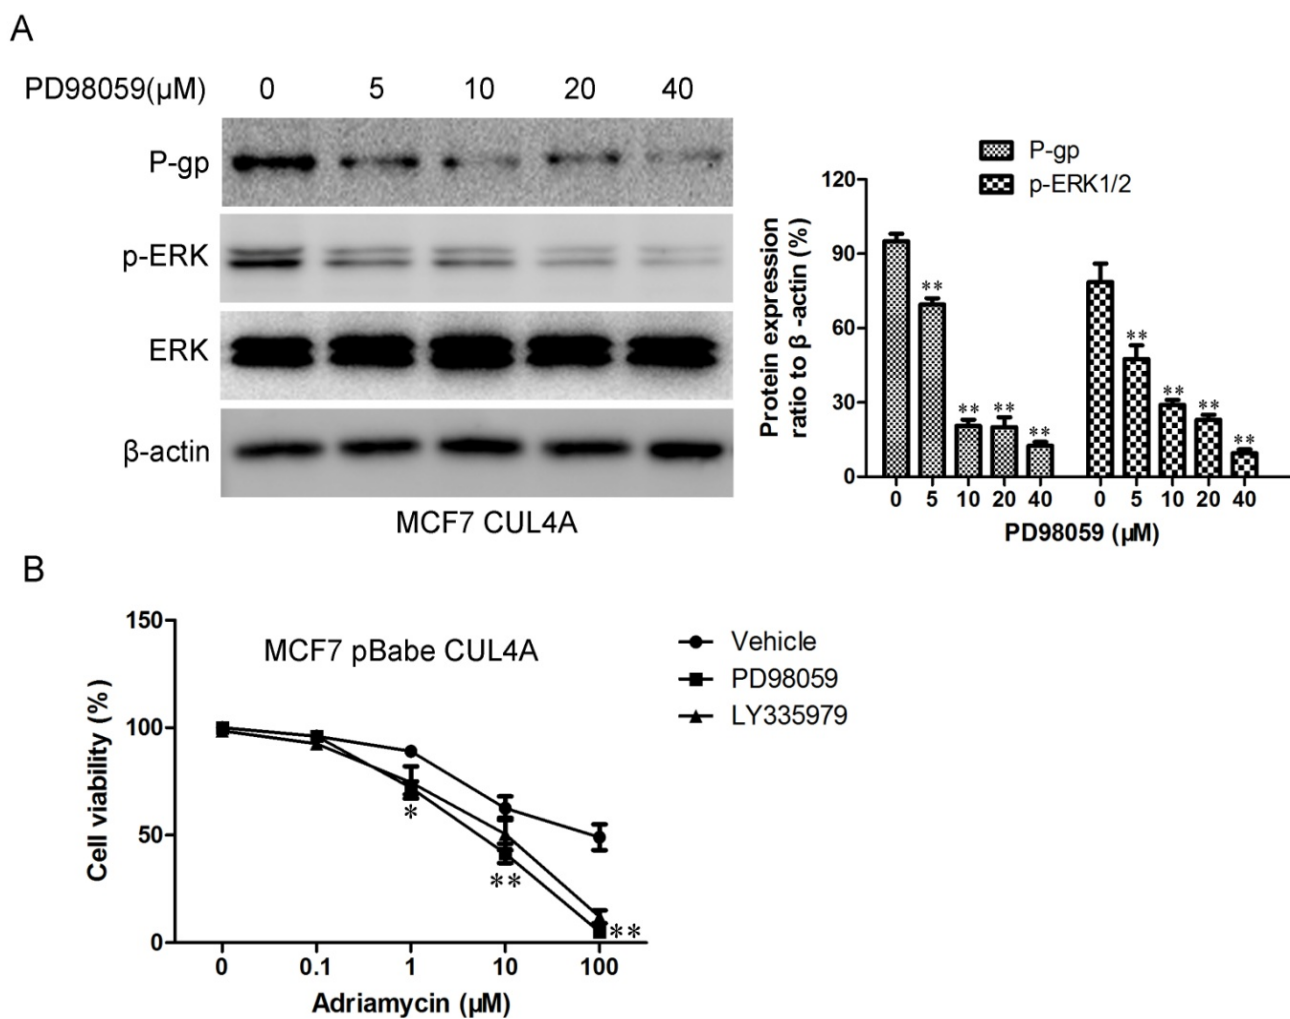 A
PD98059(μM) 0 5 10 20 40
P-gp
p-ERK
ERK
β-actin
MCF7 CUL4A
P-gp
p-ERK1/2
Protein expression
ratio to β -actin (%)
120
90
60
30
0
** ** ** ** ** ** ** **
0 5 10 20 40 0 5 10 20 40
PD98059 (μM)
B
MCF7 pBabe CUL4A
Vehicle
PD98059
LY335979
Cell viability (%)
150
100
50
0
*
**
**
0 0.1 1 10 100
Adriamycin (μM)